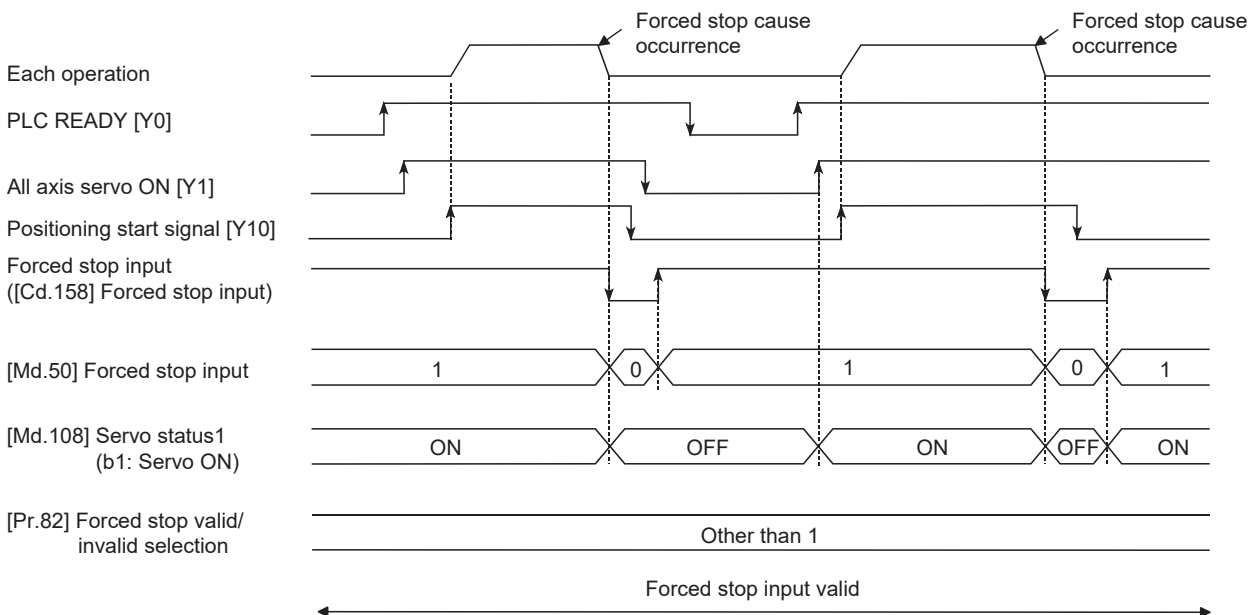 Forced stop cause
occurrence
Forced stop cause
occurrence
Each operation
PLC READY [Y0]
All axis servo ON [Y1]
Positioning start signal [Y10]
Forced stop input
([Cd.158] Forced stop input)
[Md.50] Forced stop input
1
0
1
0
1
[Md.108] Servo status1
(b1: Servo ON)
ON
OFF
ON
OFF
ON
[Pr.82] Forced stop valid/
invalid selection
Other than 1
Forced stop input valid